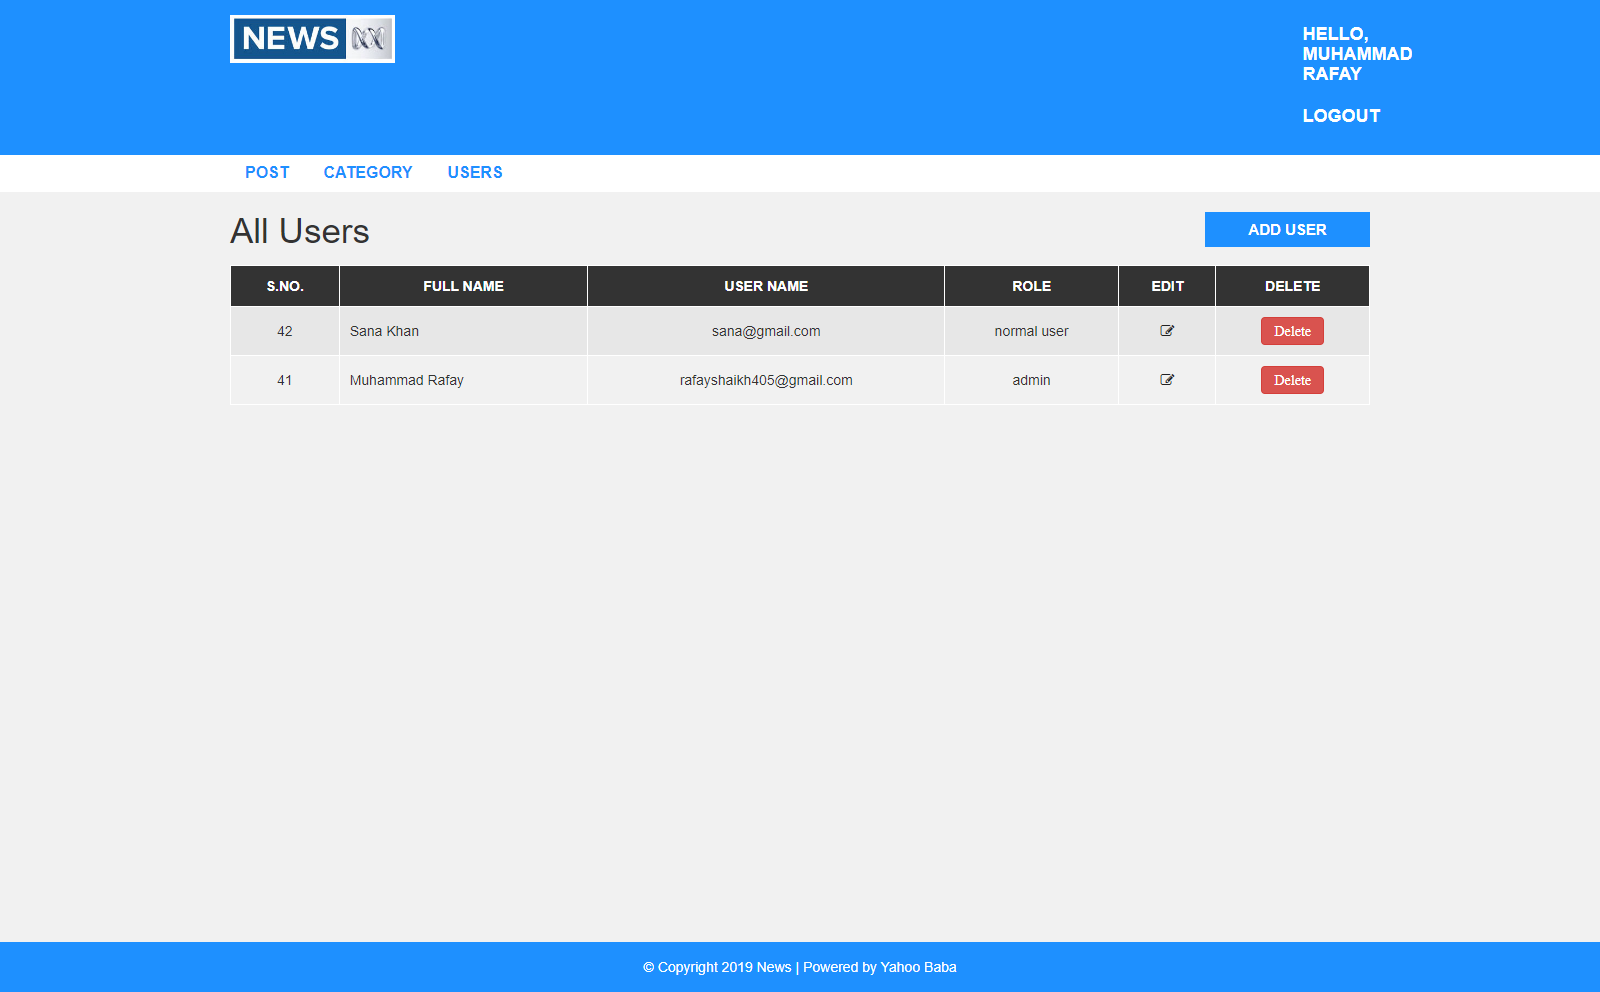 NEWS
HELLO,
MUHAMMAD
RAFAY
LOGOUT
POST CATEGORY USERS
All Users
ADD USER
S.NO. FULL NAME USER NAME ROLE EDIT DELETE
42 Sana Khan sana@gmail.com normal user Delete
41 Muhammad Rafay rafayshaikh405@gmail.com admin Delete
© Copyright 2019 News | Powered by Yahoo Baba